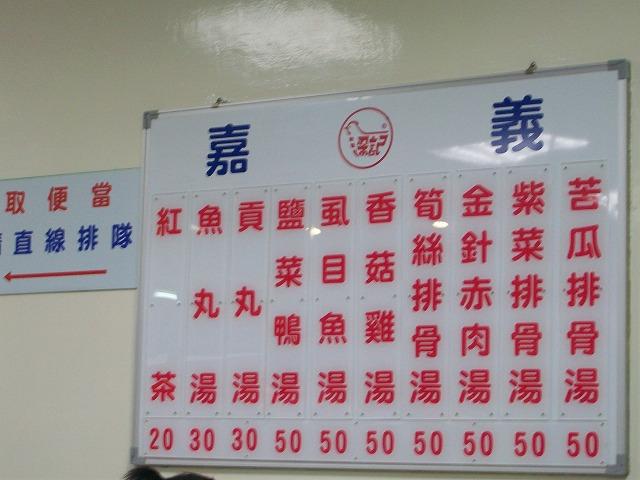 嘉義
梁記
苦瓜排骨湯 50
紫菜排骨湯 50
金針赤肉湯 50
筍絲排骨湯 50
香菇雞湯 50
虱目魚湯 50
鹽菜鴨湯 50
貢丸湯 30
魚丸湯 30
紅茶 20
取便當
請直線排隊